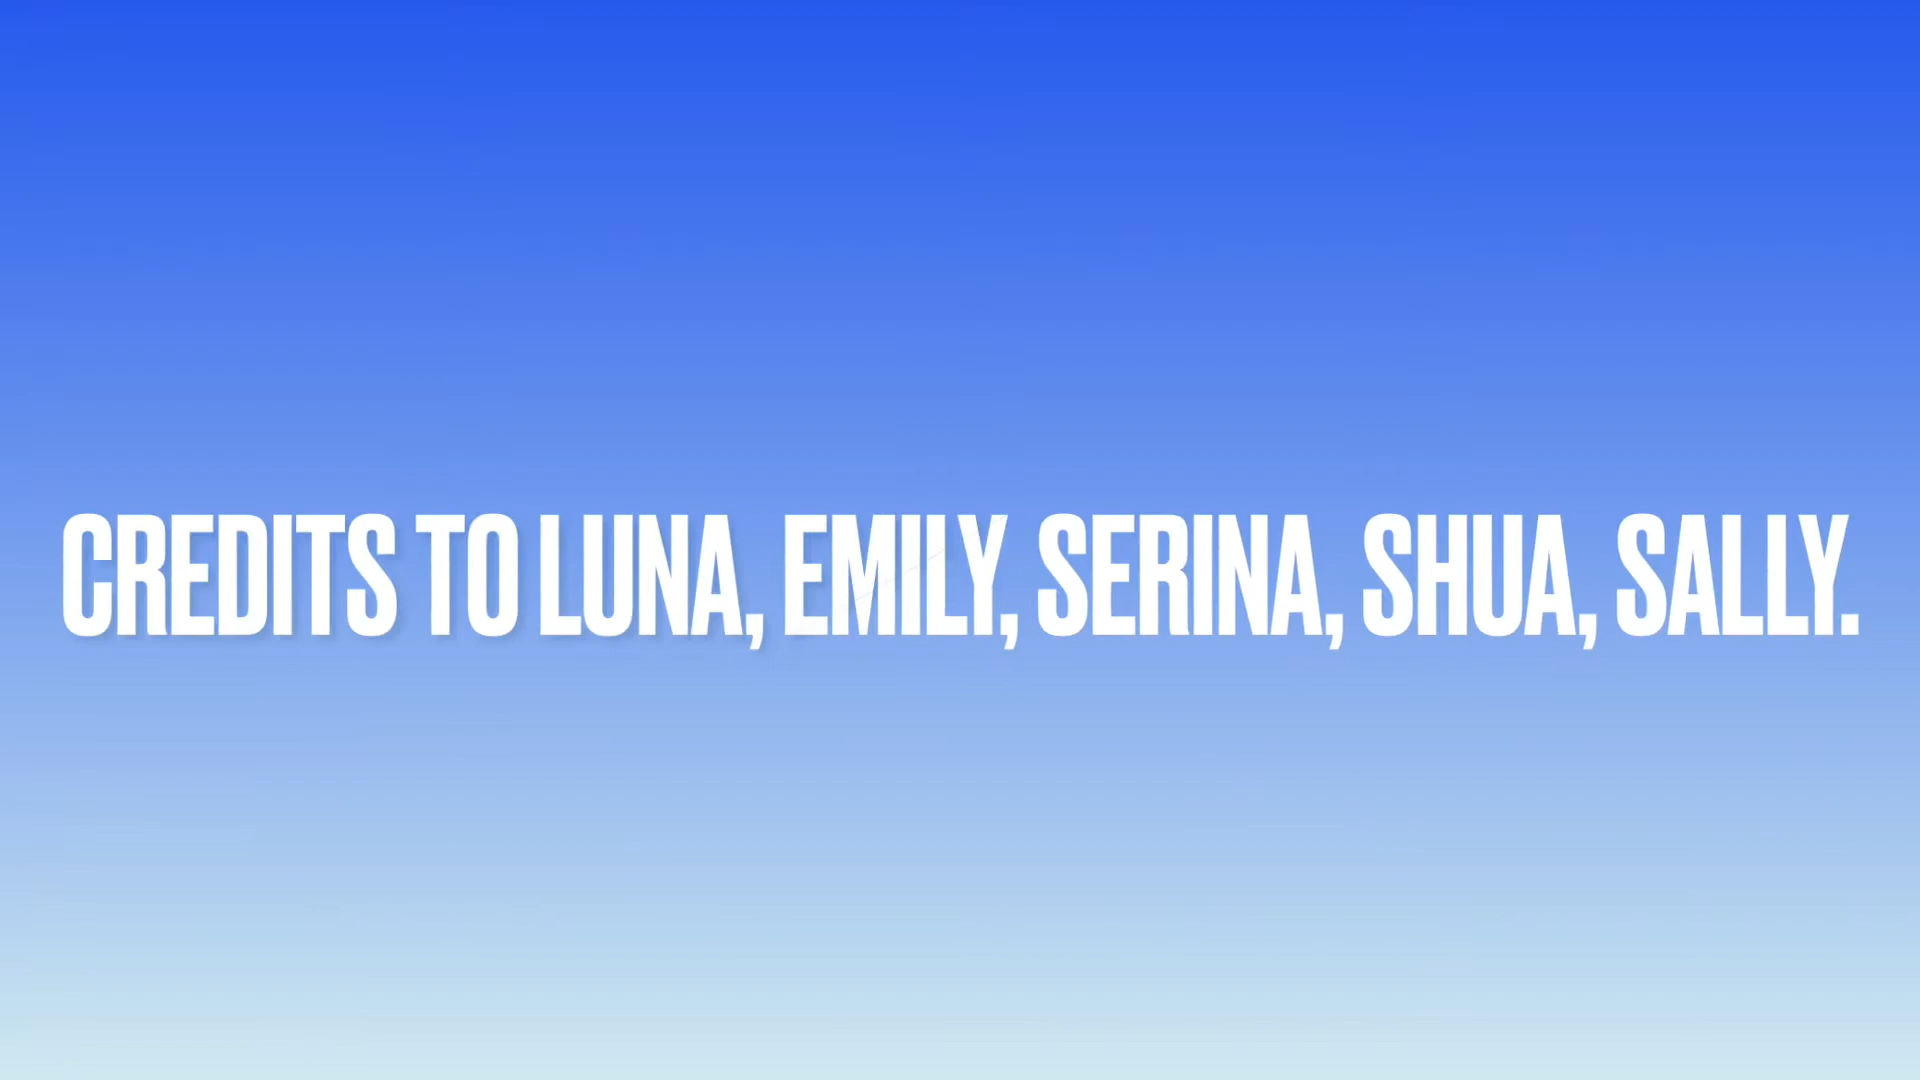 CREDITS TO LUNA, EMILY, SERINA, SHUA, SALLY.